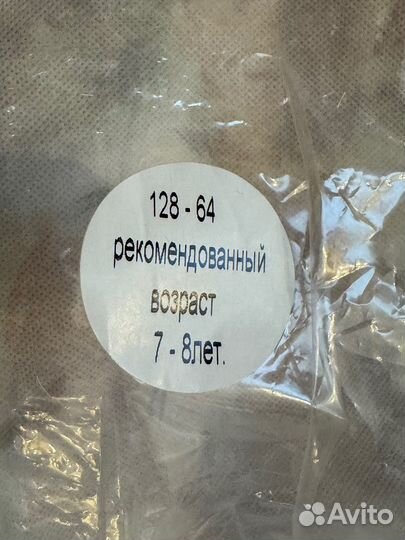 128 - 64
рекомендованный
возраст
7 - 8лет.
Avito